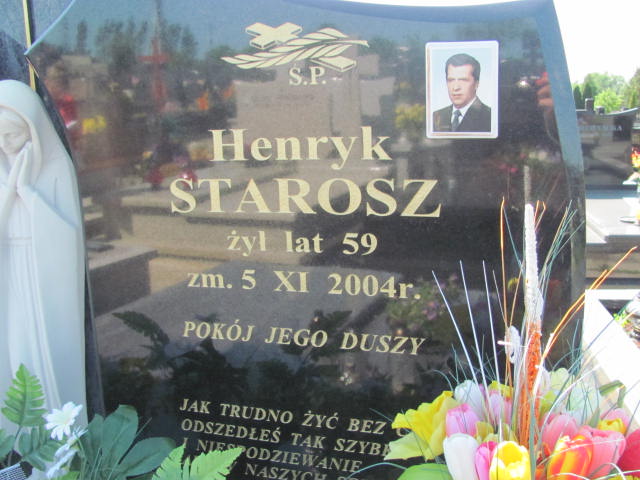 Ś.P.
Henryk
STAROSZ
żył lat 59
zm. 5 XI 2004r.
POKÓJ JEGO DUSZY
JAK TRUDNO ŻYĆ BEZ
ODSZEDŁEŚ TAK
I NIESPODZIEWANIE
NASZYCH